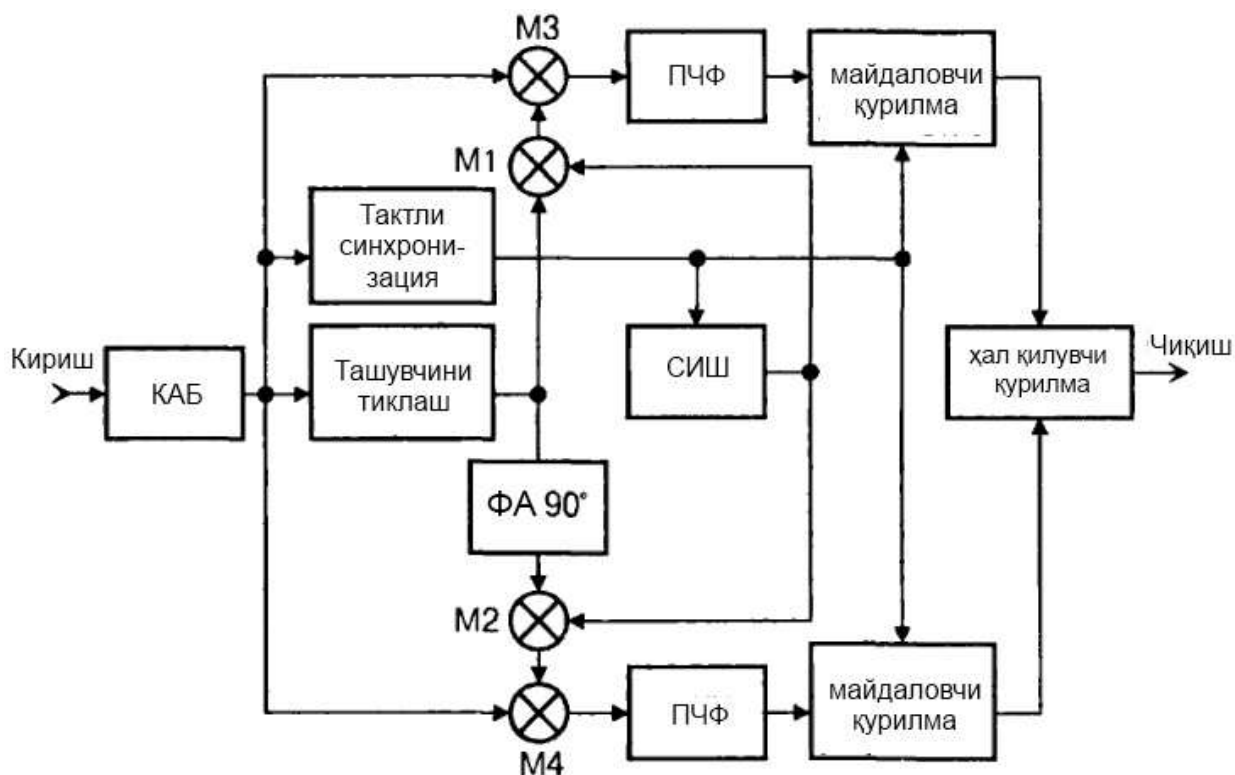 М3
ПЧФ
майдаловчи
қурилма
М1
Тактли
синхрони-
зация
Кириш
КАБ
Ташувчини
тиклаш
СИШ
ҳал қилувчи
қурилма
Чиқиш
ФА 90°
М2
ПЧФ
майдаловчи
қурилма
М4